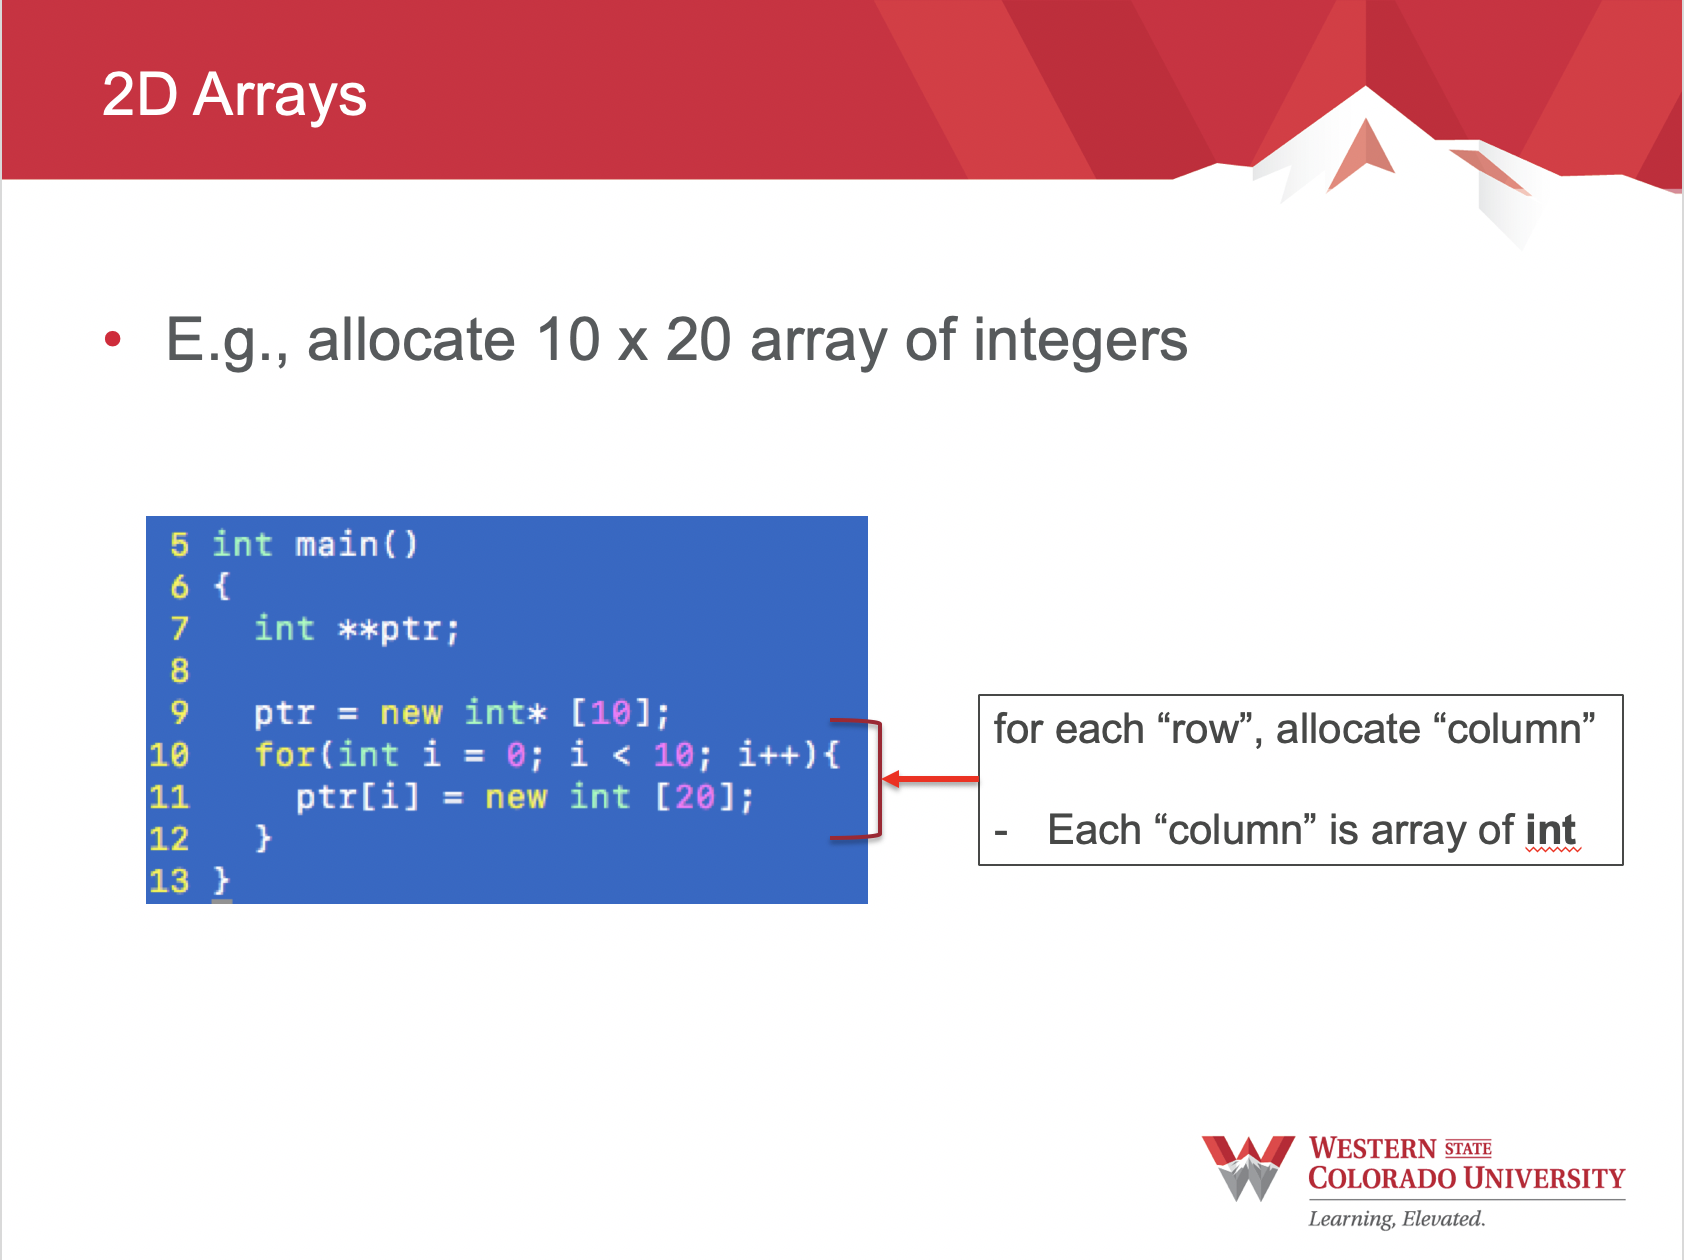 2D Arrays
• E.g., allocate 10 x 20 array of integers
5 int main()
6 {
7   int **ptr;
8
9   ptr = new int* [10];
10   for(int i = 0; i < 10; i++){
11     ptr[i] = new int [20];
12   }
13 }
for each “row”, allocate “column”
- Each “column” is array of int
WESTERN STATE
COLORADO UNIVERSITY
Learning, Elevated.